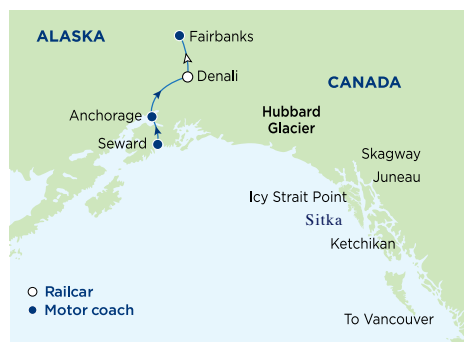 ALASKA
Fairbanks
Denali
CANADA
Anchorage
Hubbard
Glacier
Seward
Skagway
Juneau
Icy Strait Point
Sitka
Ketchikan
Railcar
Motor coach
To Vancouver